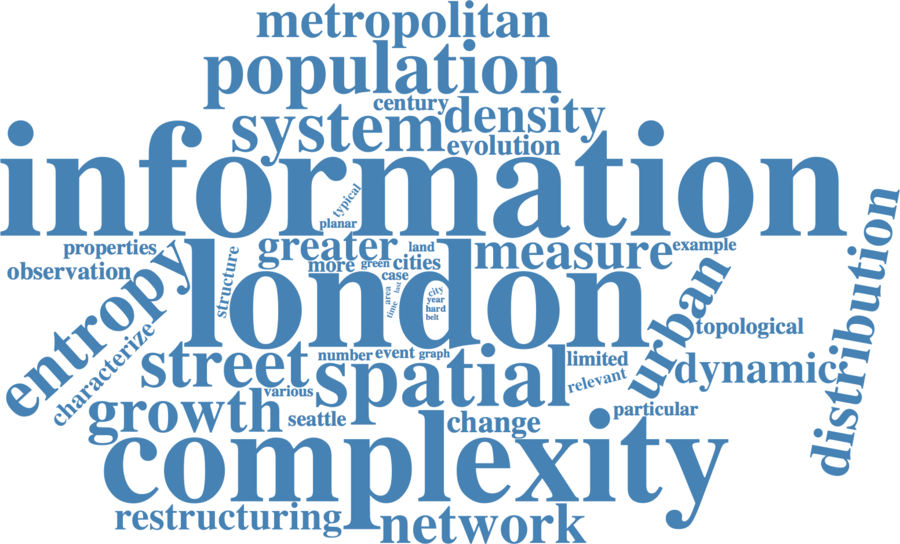 metropolitan
population
century
density
system
evolution
information
typical
planar
properties
greater
land
measure
example
observation
more
green
cities
case
entropy
structure
london
area
last
time
city
year
hard
belt
urban
distribution
topological
characterize
street
number
event
graph
limited
spatial
relevant
dynamic
various
growth
seattle
change
particular
complexity
restructuring
network